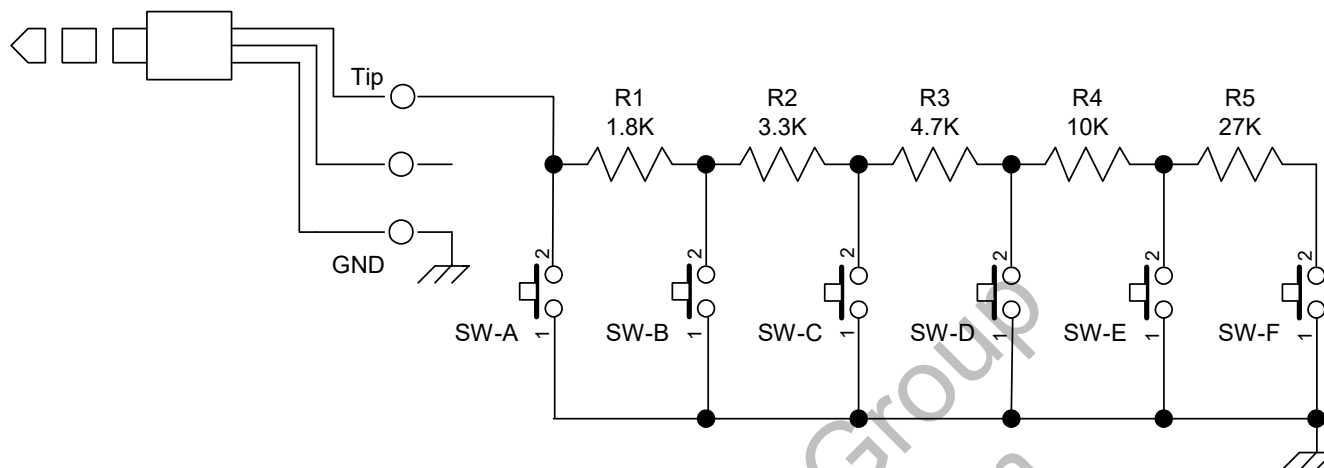 Tip
R1
1.8K
R2
3.3K
R3
4.7K
R4
10K
R5
27K
GND
2
SW-A
1
2
SW-B
1
2
SW-C
1
2
SW-D
1
2
SW-E
1
2
SW-F
1
Group